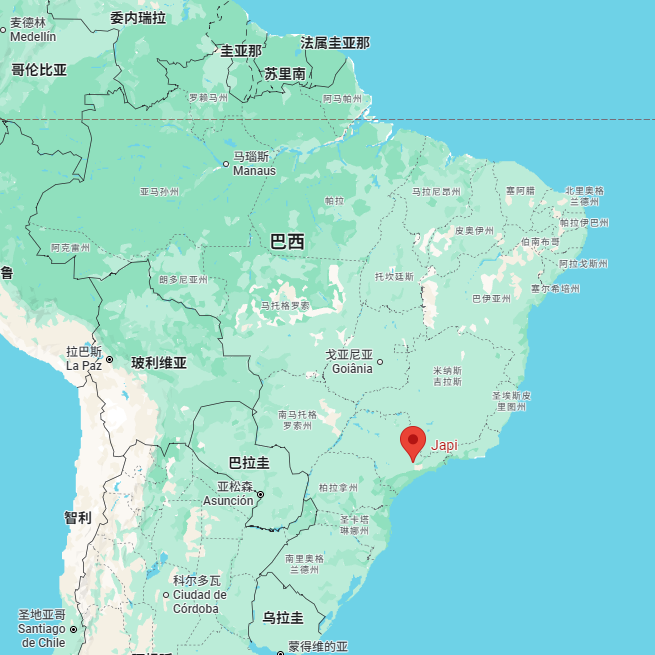 委内瑞拉
麦德林
Medellín
圭亚那
法属圭亚那
苏里南
哥伦比亚
罗赖马州
阿马帕州
马瑙斯
Manaus
亚马孙州
帕拉
马拉尼昂州
塞阿腊
北里奥格
兰德州
帕拉伊巴州
皮奥伊州
伯南布哥
巴西
阿克雷州
阿拉戈斯州
鲁
朗多尼亚州
托坎廷斯
塞尔希培州
巴伊亚州
马托格罗索
拉巴斯
La Paz
玻利维亚
戈亚尼亚
Goiânia
米纳斯
吉拉斯
圣埃斯皮
里图州
南马托格
罗索州
Japi
巴拉圭
亚松森
Asunción
柏拉拿州
智利
圣卡塔
琳娜州
南里奥格
兰德州
科尔多瓦
Ciudad de
Córdoba
圣地亚哥
Santiago
de Chile
乌拉圭
蒙得维的亚